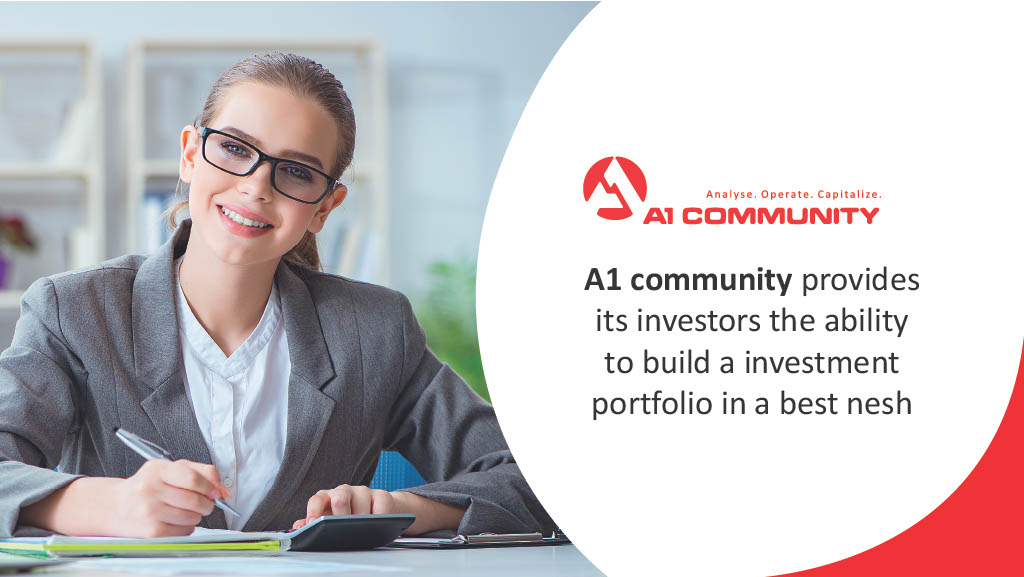 Analyse. Operate. Capitalize.
A1 COMMUNITY
A1 community provides
its investors the ability
to build a investment
portfolio in a best nesh